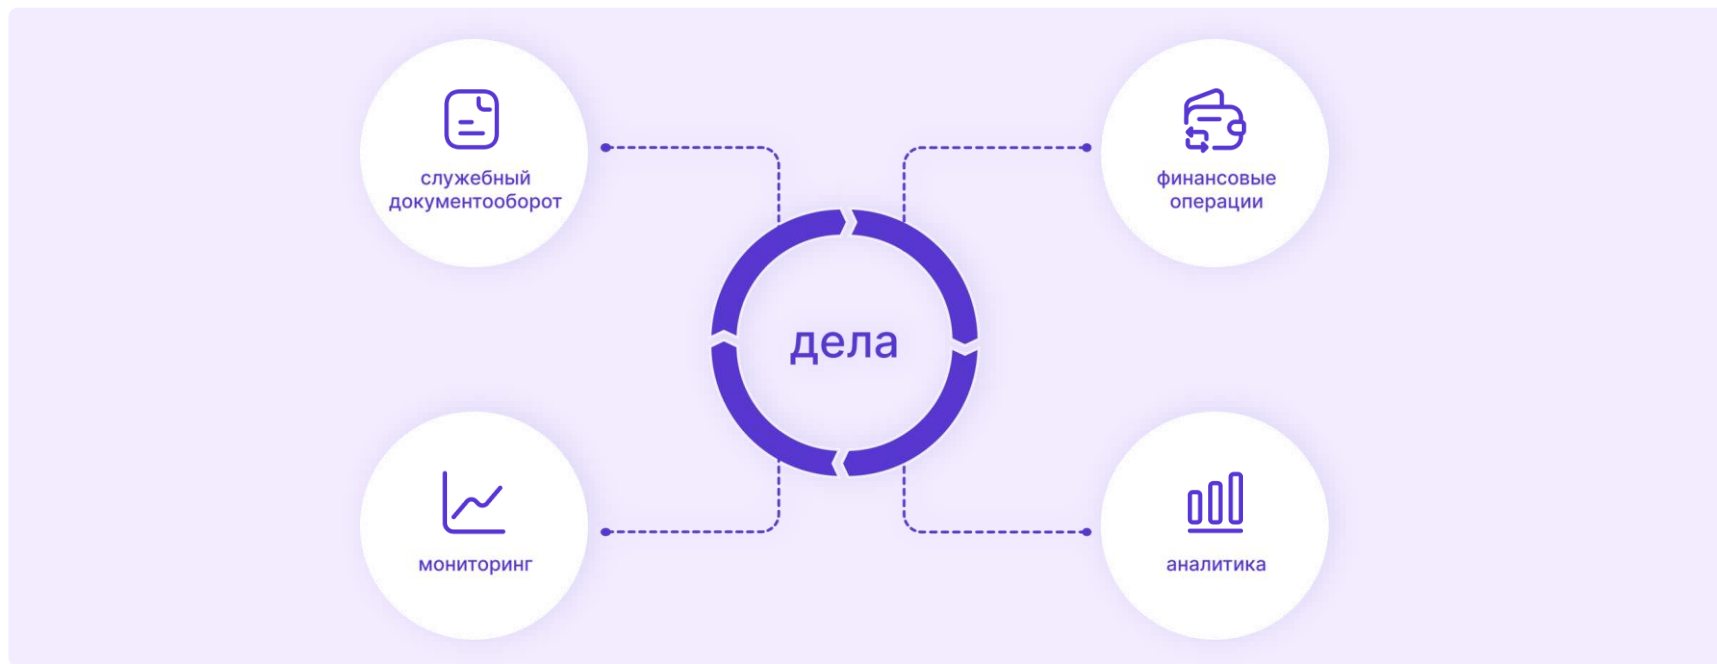 служебный
документооборот
финансовые
операции
дела
мониторинг
аналитика